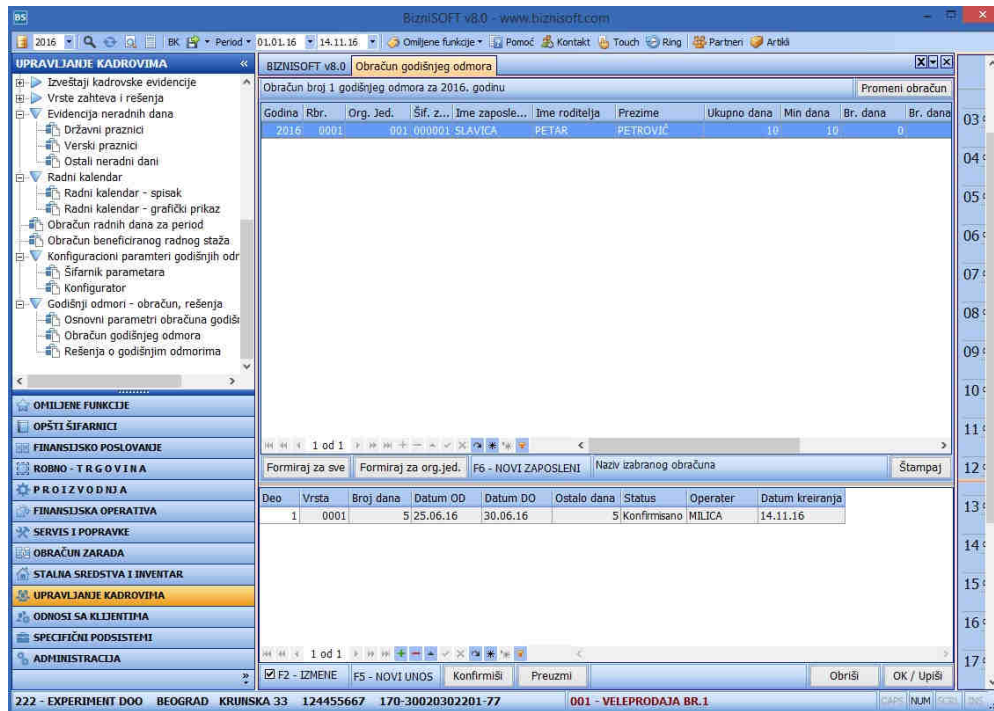 BS BizniSOFT v8.0 - www.biznisoft.com
2016 BK Period 01.01.16 14.11.16 Omiljene funkcije Pomoć Kontakt Touch Ring Partneri Artikli
UPRAVLJANJE KADROVIMA «
Izveštaji kadrovske evidencije
Vrste zahteva i rešenja
Evidencija neradnih dana
Državni praznici
Verski praznici
Ostali neradni dani
Radni kalendar
Radni kalendar - spisak
Radni kalendar - grafički prikaz
Obračun radnih dana za period
Obračun beneficiranog radnog staža
Konfiguracioni paramteri godišnjih odr
Šifarnik parametara
Konfigurator
Godišnji odmori - obračun, rešenja
Osnovni parametri obračuna godiš
Obračun godišnjeg odmora
Rešenja o godišnjim odmorima
OMILJENE FUNKCIJE
OPŠTI ŠIFARNICI
FINANSIJSKO POSLOVANJE
ROBNO - T R G O V I N A
P R O I Z V O D NJ A
FINANSIJSKA OPERATIVA
SERVIS I POPRAVKE
OBRAČUN ZARADA
STALNA SREDSTVA I INVENTAR
UPRAVLJANJE KADROVIMA
ODNOSI SA KLIJENTIMA
SPECIFIČNI PODSISTEMI
ADMINISTRACIJA
»
BIZNISOFT v8.0 Obračun godišnjeg odmora
Obračun broj 1 godišnjeg odmora za 2016. godinu Promeni obračun
Godina Rbr. Org. Jed. Šif. z... Ime zaposle... Ime roditelja Prezime Ukupno dana Min dana Br. dana Br. dana
2016 0001 001 000001 SLAVICA PETAR PETROVIĆ 10 10 0
1 od 1
Formiraj za sve Formiraj za org.jed. F6 - NOVI ZAPOSLENI Naziv izabranog obračuna Štampaj
Deo Vrsta Broj dana Datum OD Datum DO Ostalo dana Status Operater Datum kreiranja
1 0001 5 25.06.16 30.06.16 5 Konfirmisano MILICA 14.11.16
1 od 1
F2 - IZMENE F5 - NOVI UNOS Konfirmiši Preuzmi Obriši OK / Upiši
03
04
05
06
07
08
09
10
11
12
13
14
15
16
17
222 - EXPERIMENT DOO BEOGRAD KRUNSKA 33 124455667 170-30020302201-77 001 - VELEPRODAJA BR.1 CAPS NUM SCRL INS